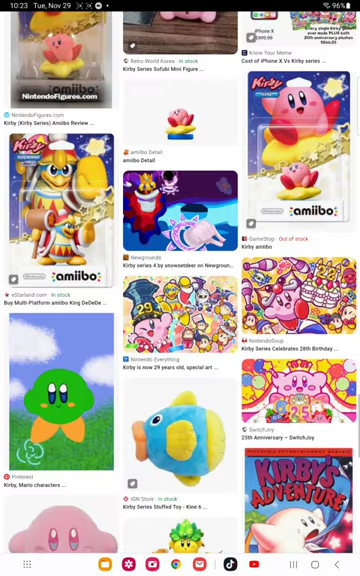 10:23 Tue, Nov 29
96%
NintendoFigures.com
NintendoFigures.com
Kirby (Kirby Series) Amiibo Review ...
Kirby
amiibo
eStarland.com · In stock
Buy Multi-Platform amiibo King DeDeDe ...
Pinterest
Kirby, Mario characters ...
Retro World Korea · In stock
Kirby Series Sofubi Mini Figure ...
amiibo Detail
amiibo Detail
Newgrounds
Kirby series 4 by snowsetdeer on Newgroun...
29
Nintendo Everything
Kirby is now 29 years old, special art ...
IGN Store · In stock
Kirby Series Stuffed Toy - Kine 6 ...
iPhone X
$999.99
Know Your Meme
Cost of iPhone X Vs Kirby series ...
Kirby
amiibo
GameStop · Out of stock
Kirby amiibo
NintendoSoup
Kirby Series Celebrates 28th Birthday ...
25
SwitchJoy
25th Anniversary – SwitchJoy
KIRBY'S
ADVENTURE